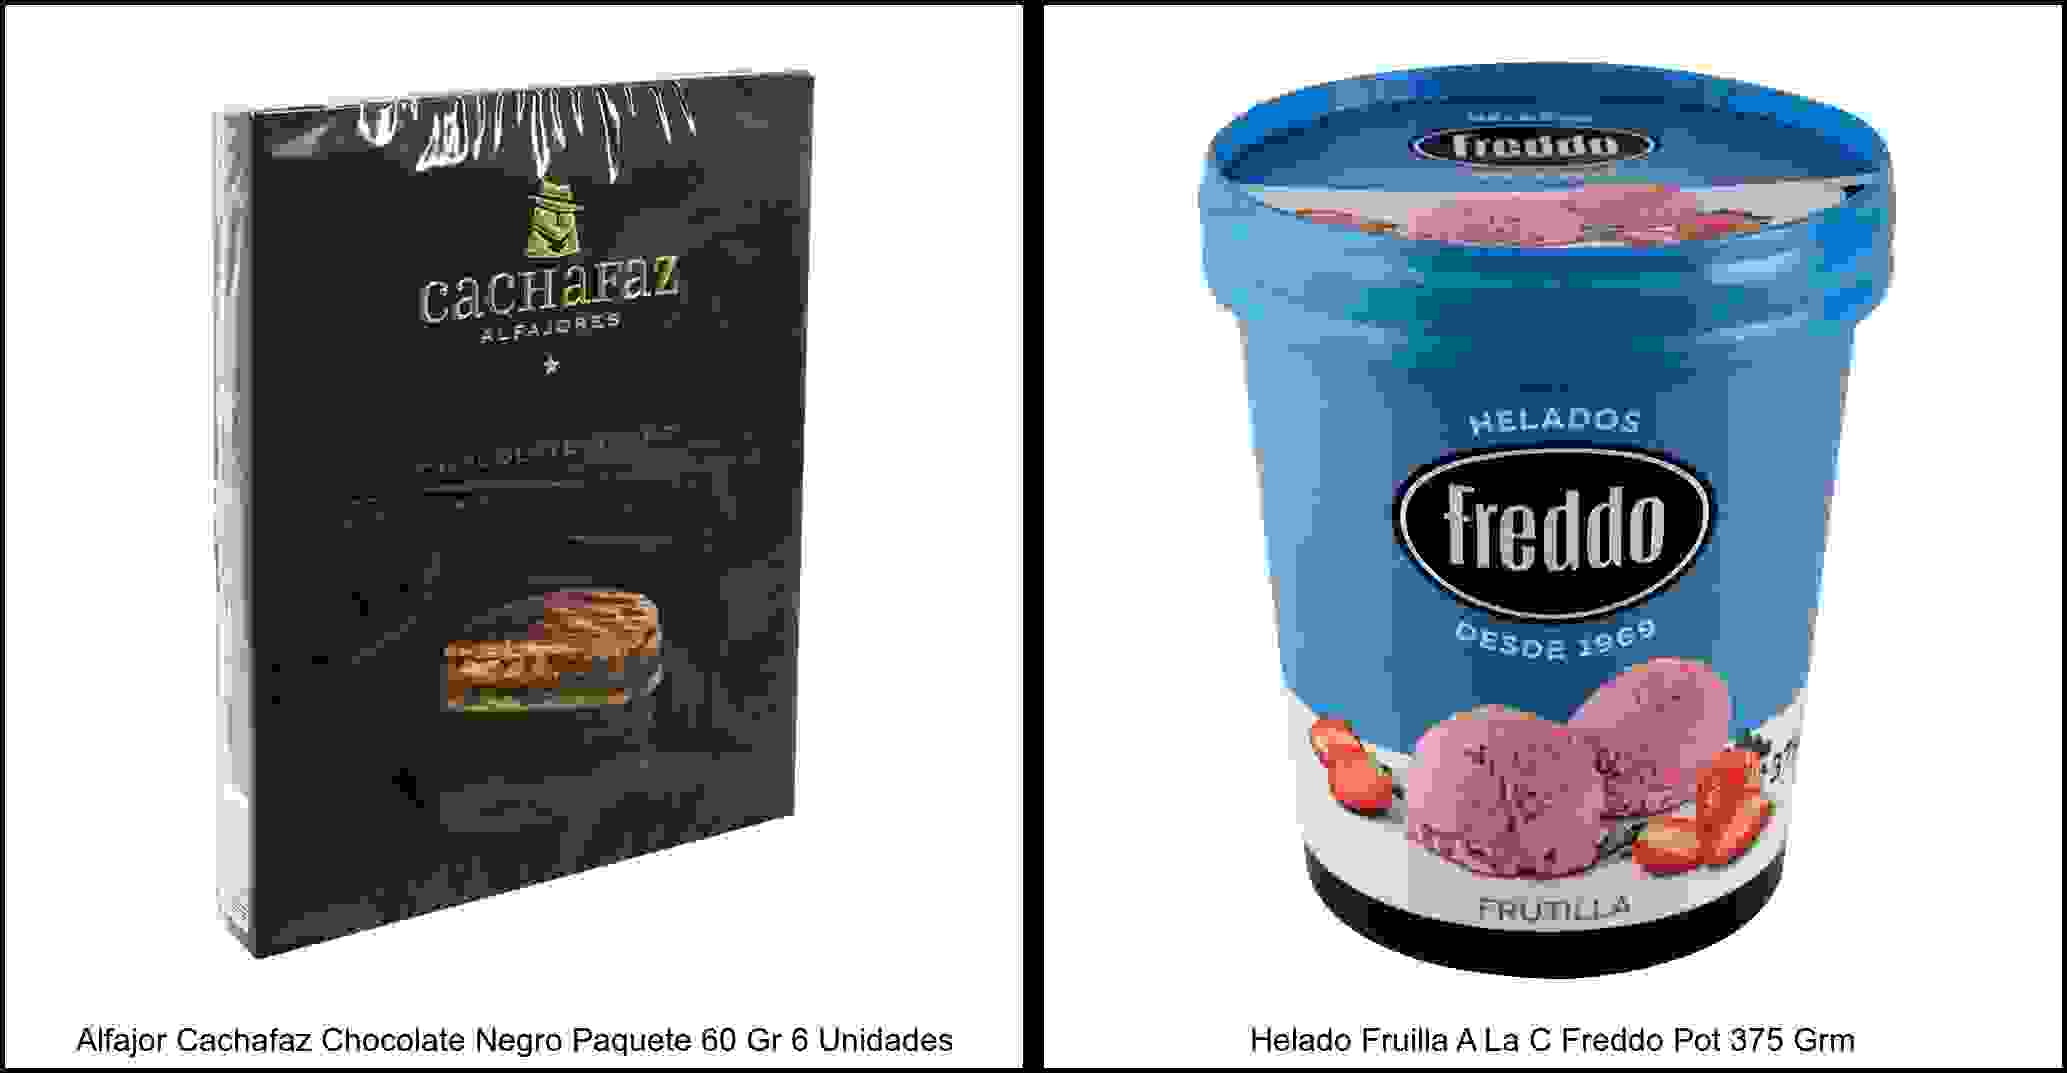 CACHAFAZ
ALFAJORES
Alfajor Cachafaz Chocolate Negro Paquete 60 Gr 6 Unidades
freddo
HELADOS
freddo
DESDE 1969
FRUTILLA
Helado Fruilla A La C Freddo Pot 375 Grm